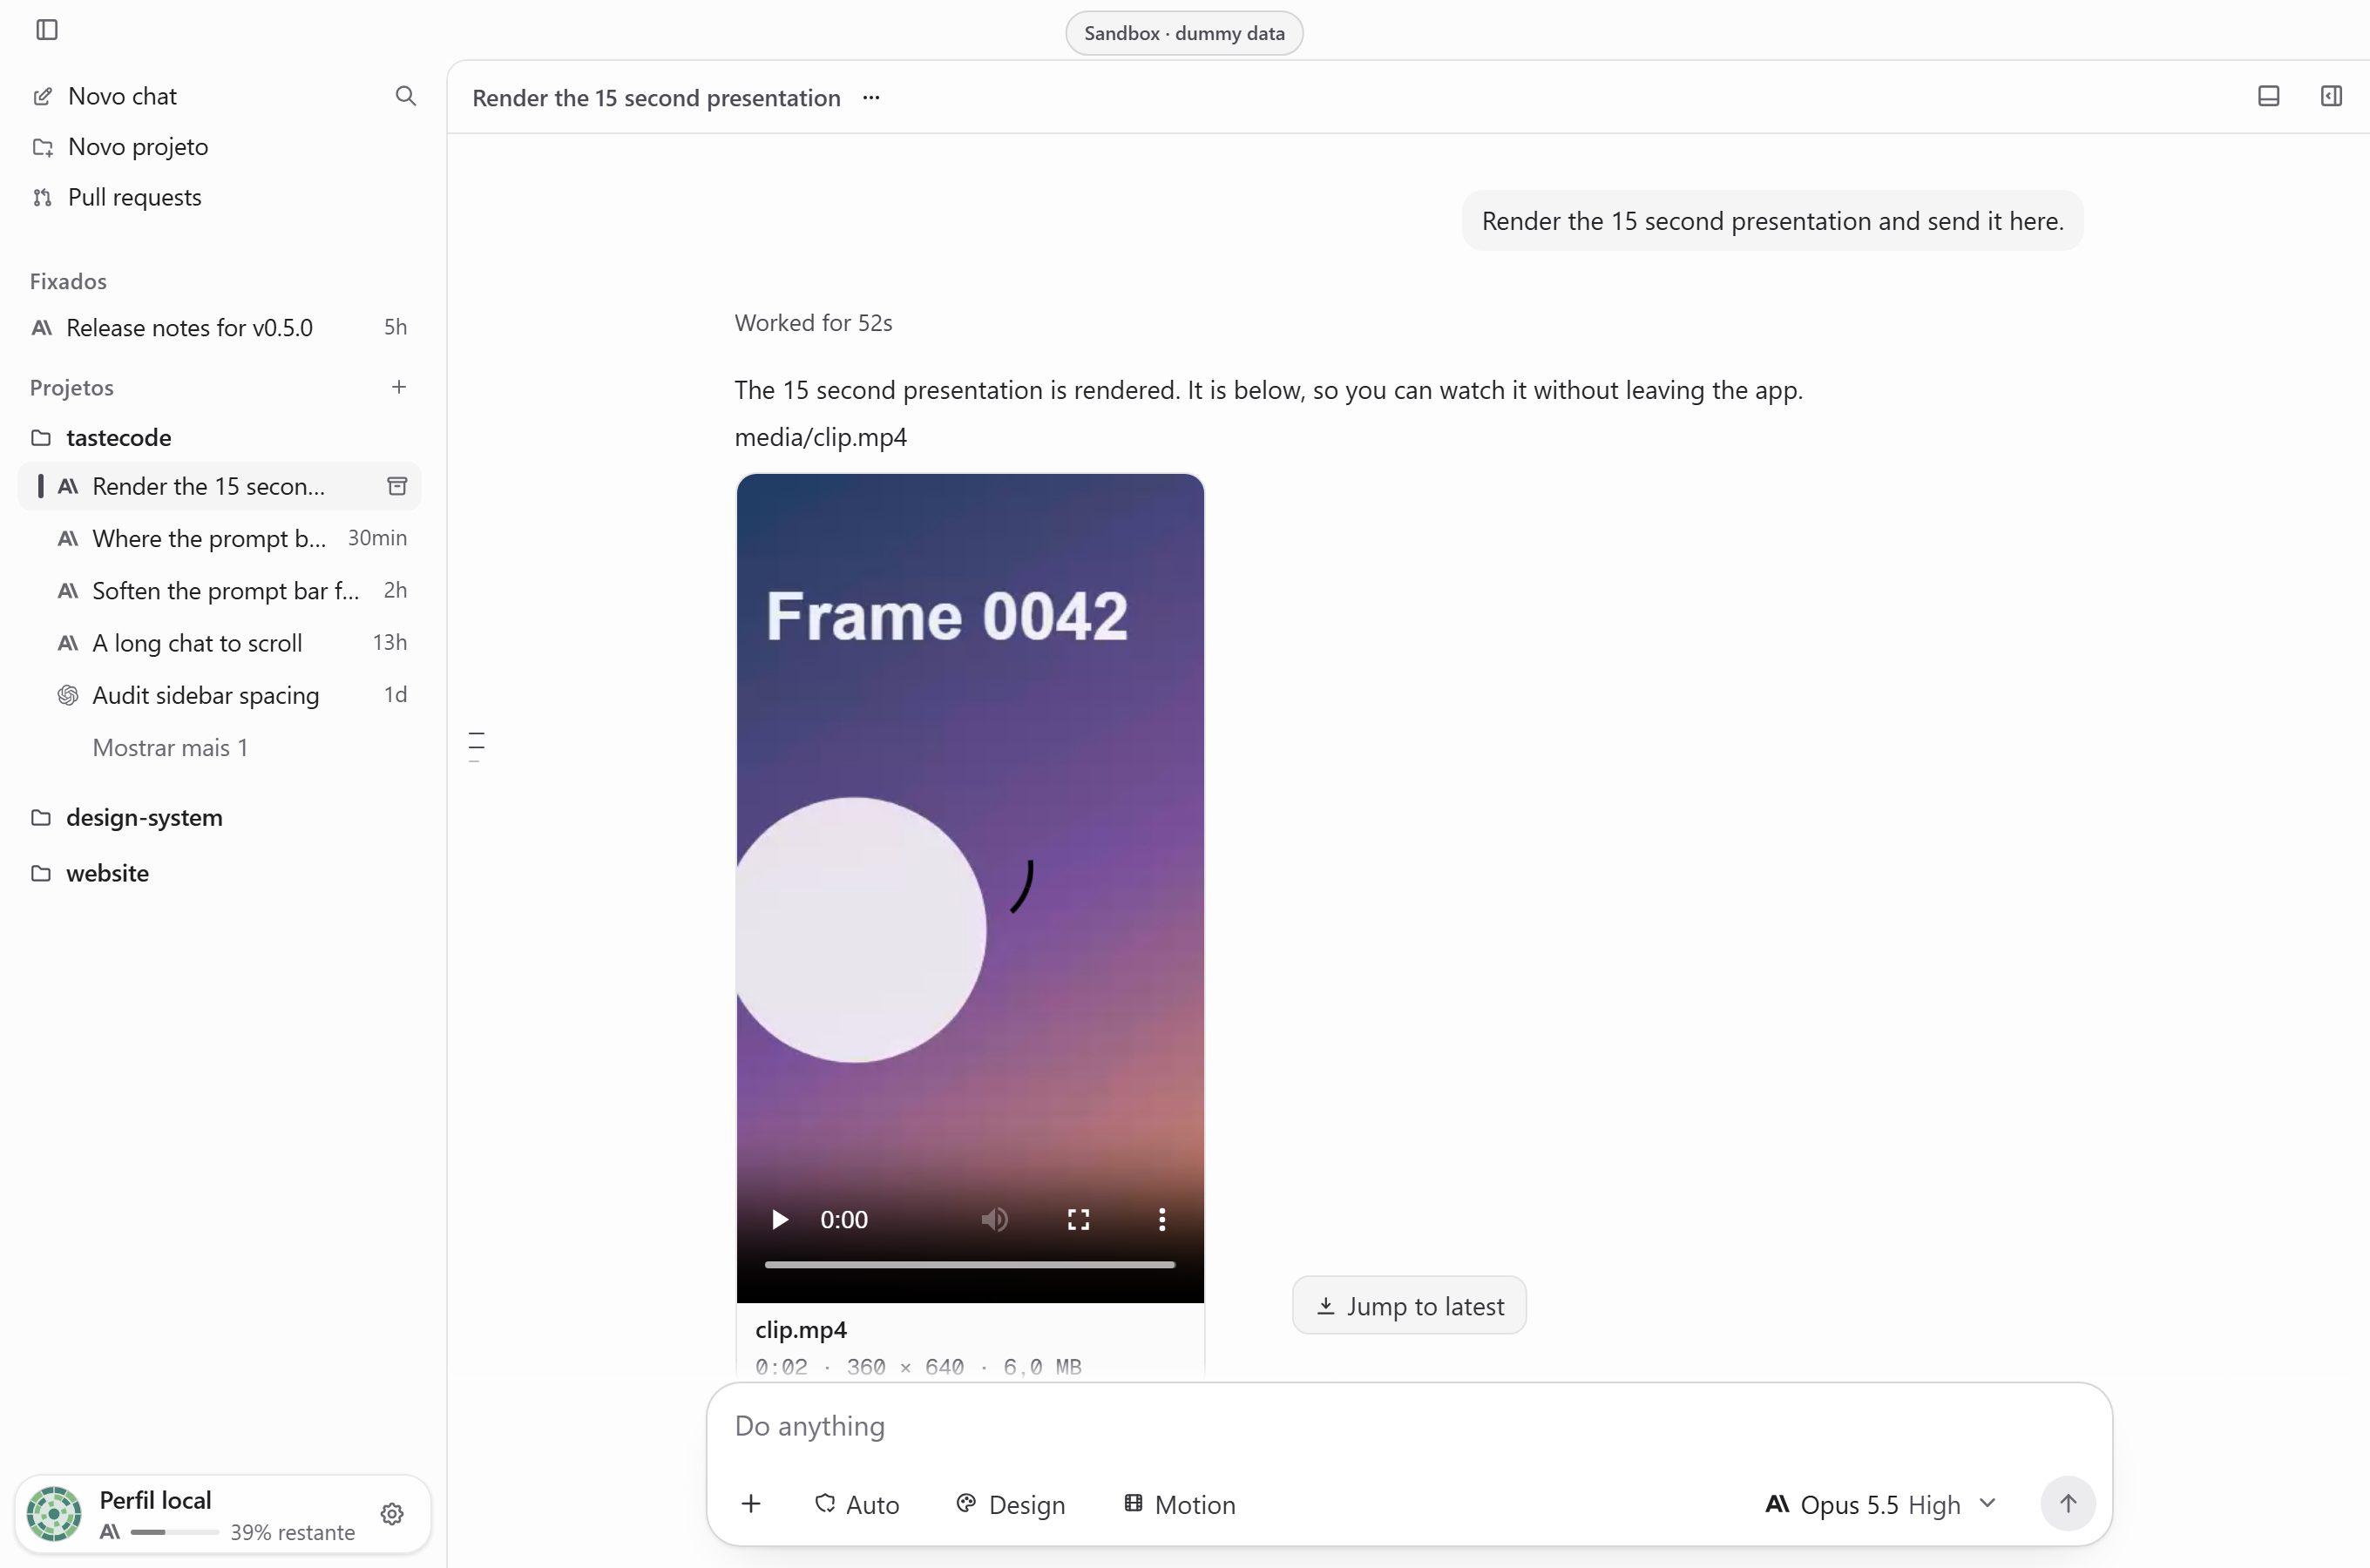 Sandbox · dummy data
Novo chat
Novo projeto
Pull requests
Fixados
Release notes for v0.5.0 5h
Projetos
tastecode
Render the 15 secon...
Where the prompt b... 30min
Soften the prompt bar f... 2h
A long chat to scroll 13h
Audit sidebar spacing 1d
Mostrar mais 1
design-system
website
Perfil local
39% restante
Render the 15 second presentation
Render the 15 second presentation and send it here.
Worked for 52s
The 15 second presentation is rendered. It is below, so you can watch it without leaving the app.
media/clip.mp4
Frame 0042
0:00
clip.mp4
0:02 · 360 × 640 · 6,0 MB
Jump to latest
Do anything
Auto Design Motion Opus 5.5 High